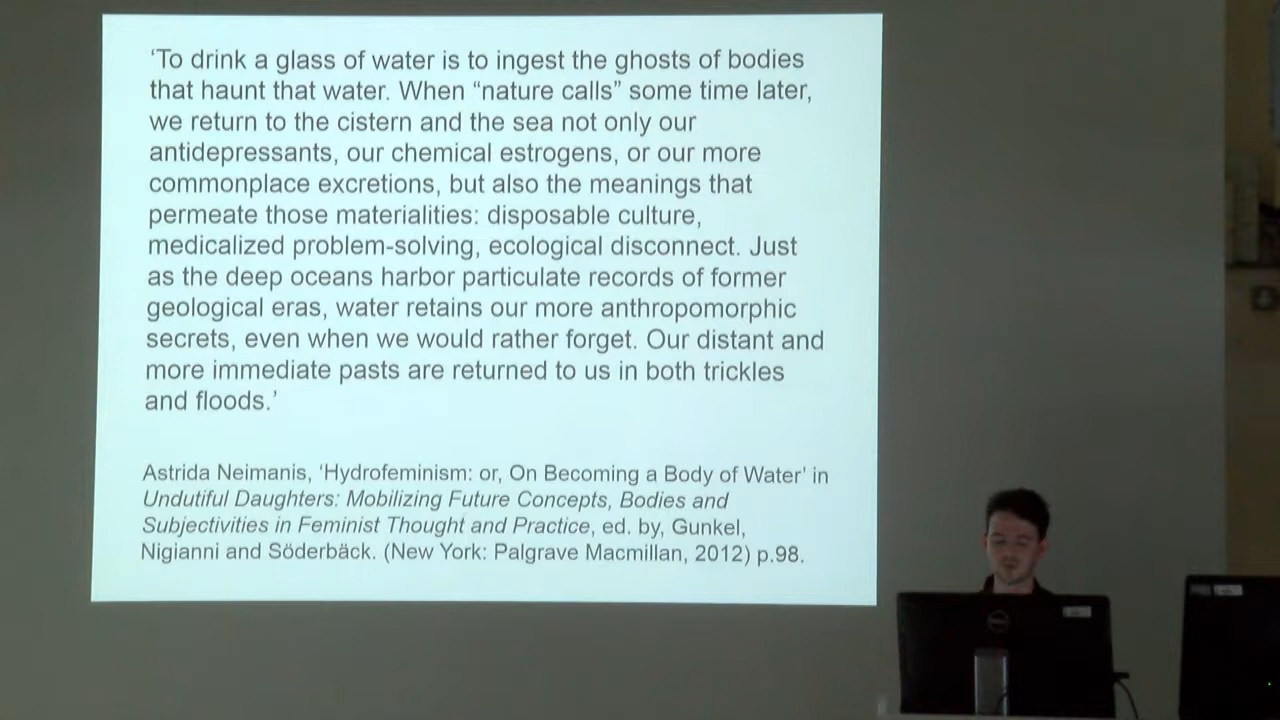 ‘To drink a glass of water is to ingest the ghosts of bodies
that haunt that water. When “nature calls” some time later,
we return to the cistern and the sea not only our
antidepressants, our chemical estrogens, or our more
commonplace excretions, but also the meanings that
permeate those materialities: disposable culture,
medicalized problem-solving, ecological disconnect. Just
as the deep oceans harbor particulate records of former
geological eras, water retains our more anthropomorphic
secrets, even when we would rather forget. Our distant and
more immediate pasts are returned to us in both trickles
and floods.’
Astrida Neimanis, ‘Hydrofeminism: or, On Becoming a Body of Water’ in
Undutiful Daughters: Mobilizing Future Concepts, Bodies and
Subjectivities in Feminist Thought and Practice, ed. by, Gunkel,
Nigianni and Söderbäck. (New York: Palgrave Macmillan, 2012) p.98.